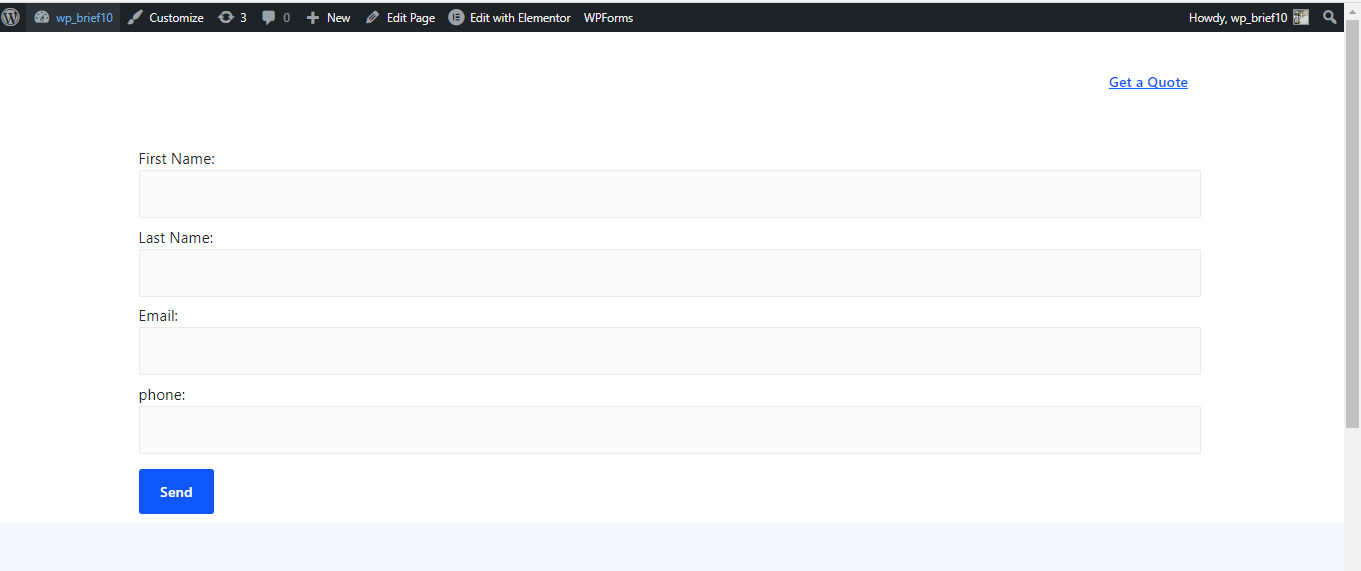 wp_brief10 Customize 3 0 New Edit Page Edit with Elementor WPForms Howdy, wp_brief10
Get a Quote
First Name:
Last Name:
Email:
phone:
Send